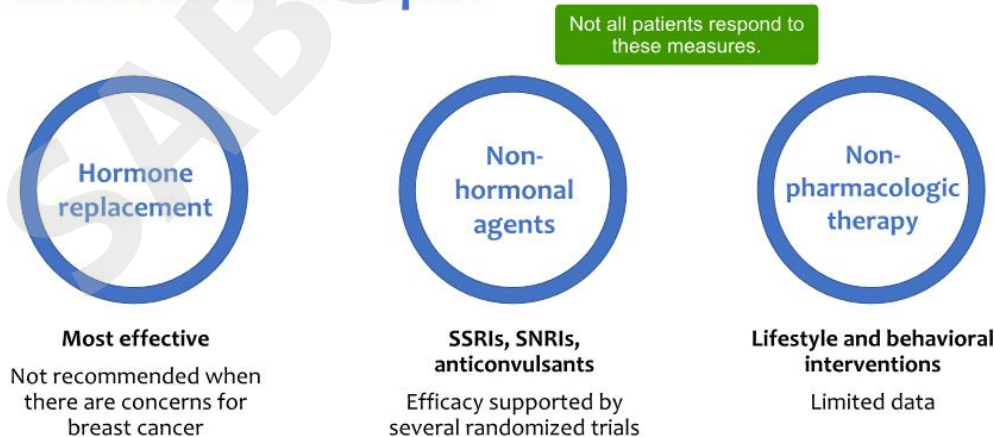 Not all patients respond to
these measures.
Hormone
replacement
Most effective
Not recommended when
there are concerns for
breast cancer
Non-
hormonal
agents
SSRIs, SNRIs,
anticonvulsants
Efficacy supported by
several randomized trials
Non-
pharmacologic
therapy
Lifestyle and behavioral
interventions
Limited data